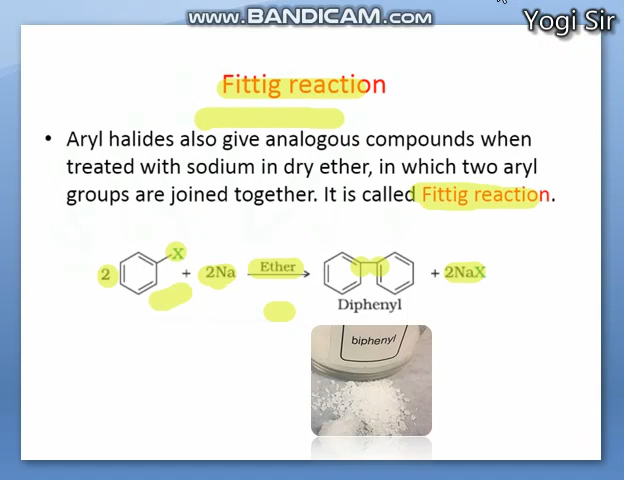 www.BANDICAM.com
Yogi Sir
Fittig reaction
• Aryl halides also give analogous compounds when
treated with sodium in dry ether, in which two aryl
groups are joined together. It is called Fittig reaction.
2 X + 2Na Ether + 2NaX
Diphenyl
biphenyl